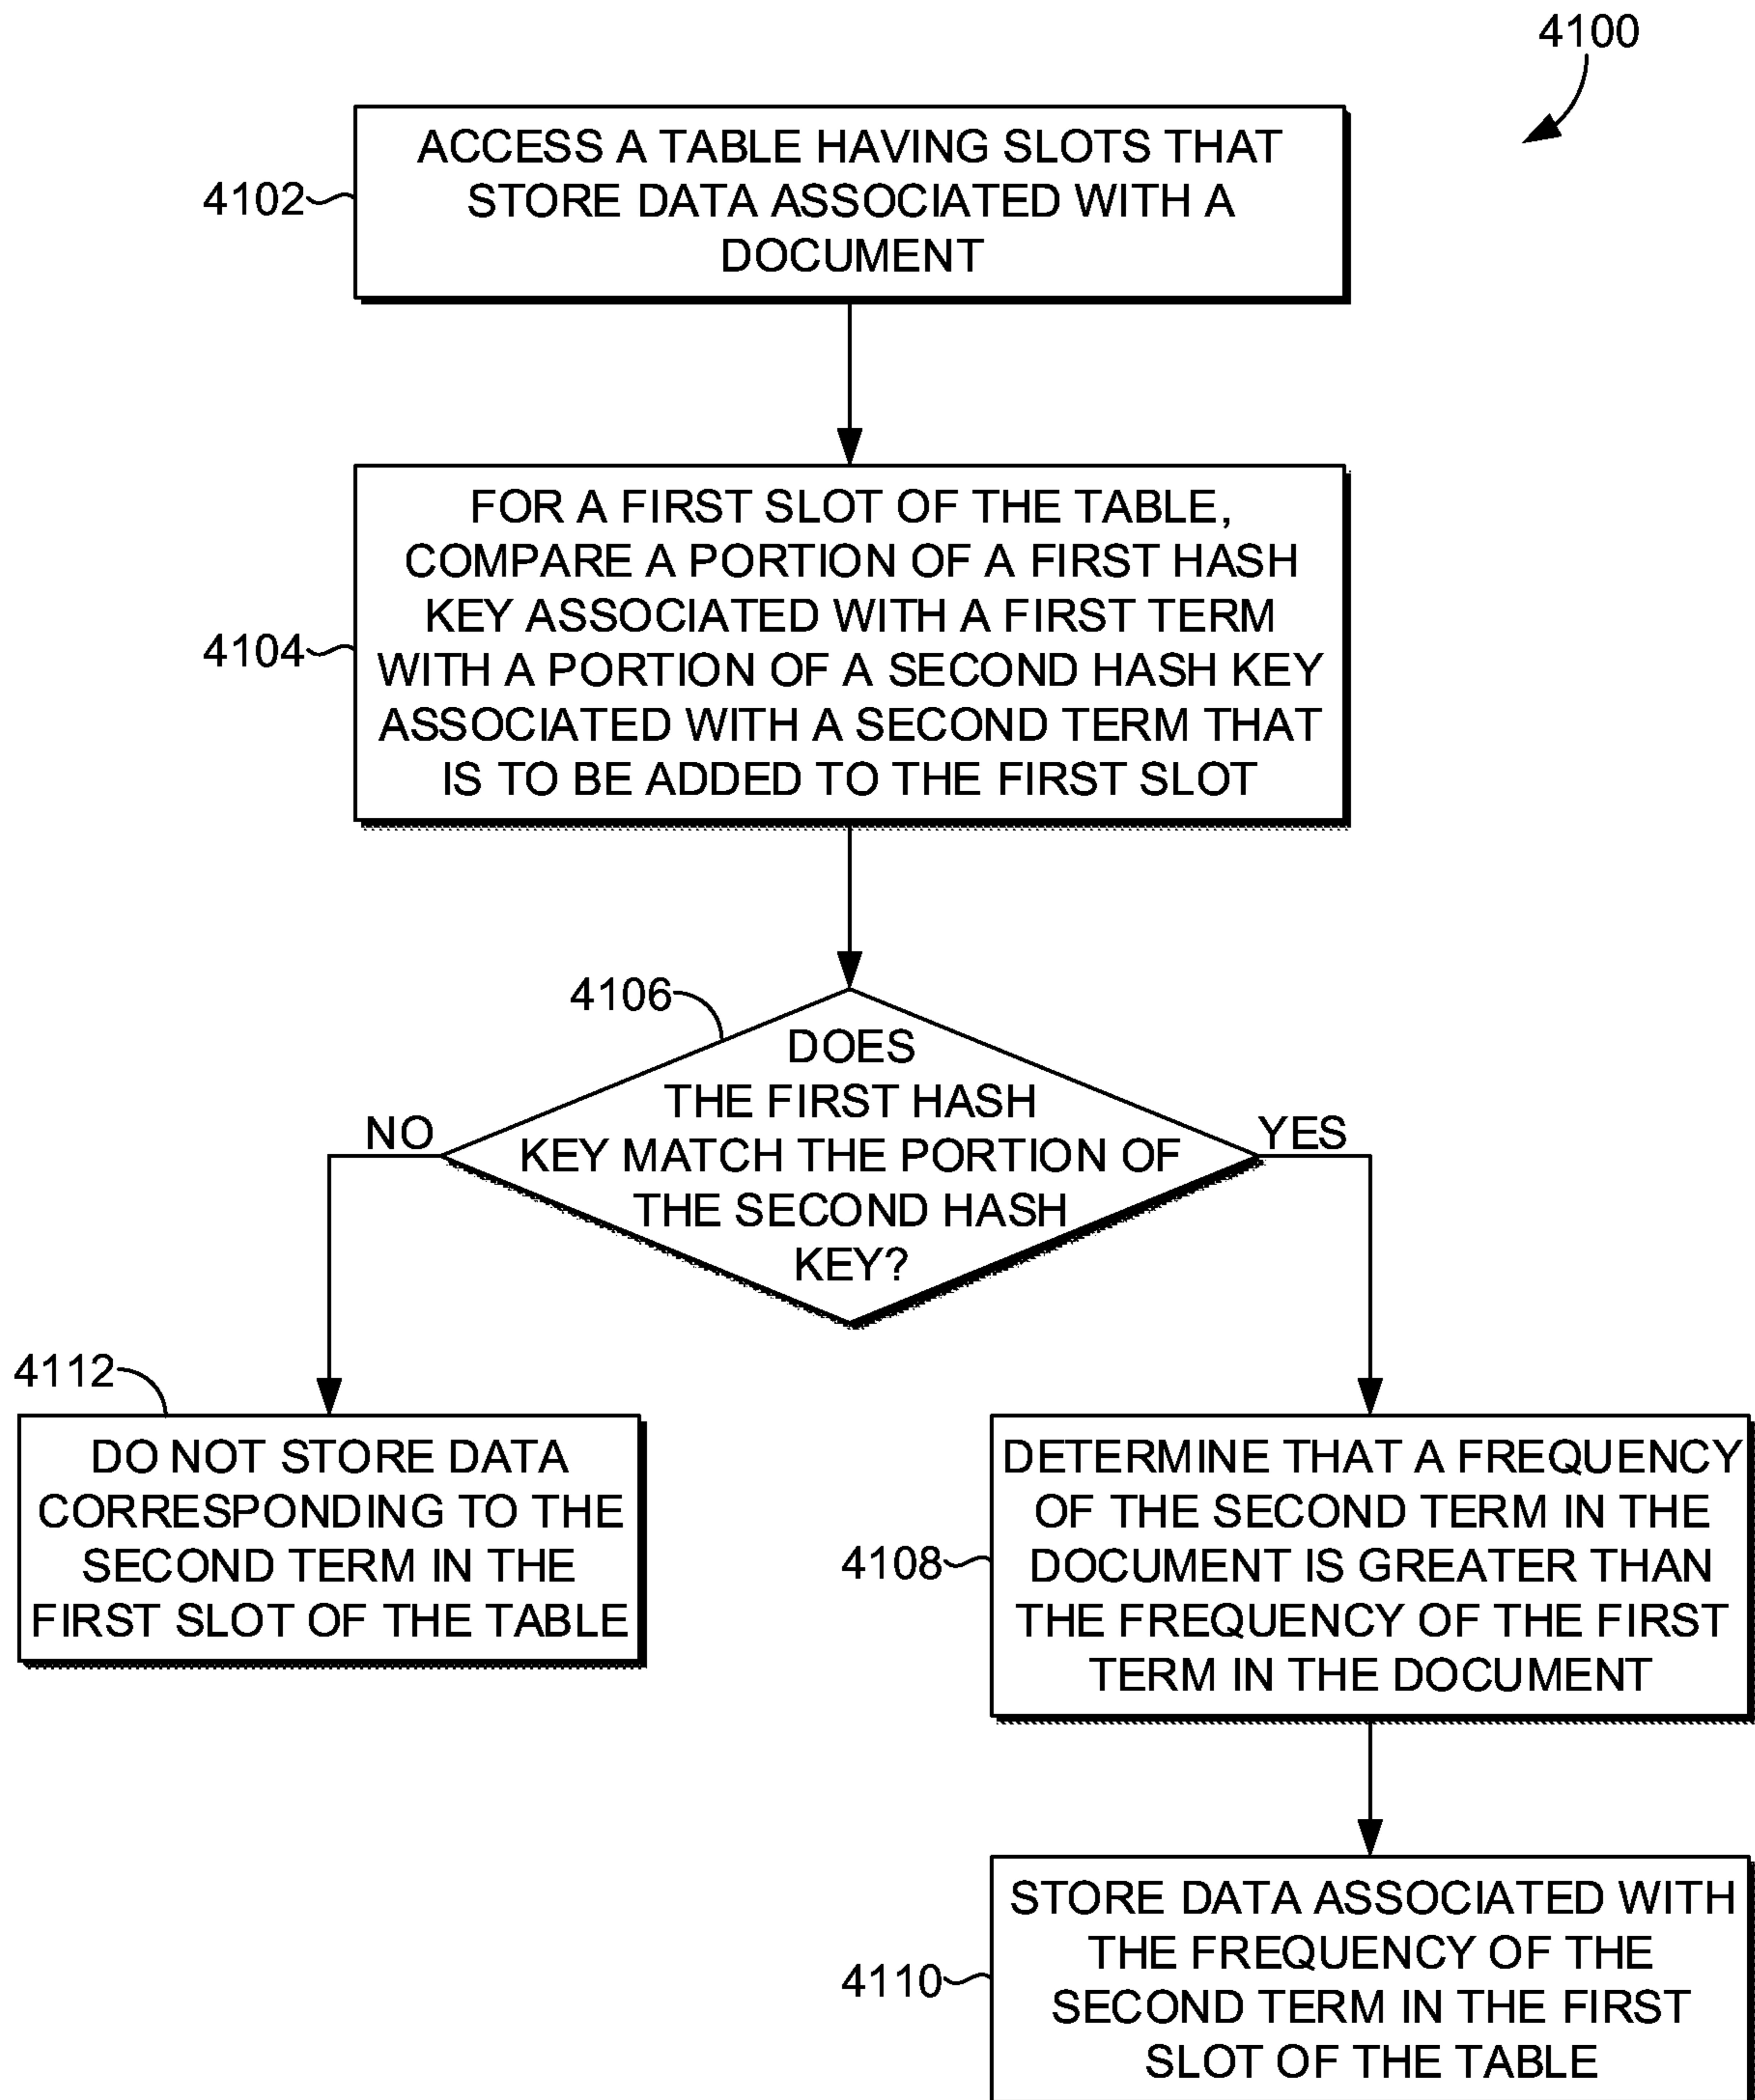 4100
ACCESS A TABLE HAVING SLOTS THAT
STORE DATA ASSOCIATED WITH A
DOCUMENT
4102
FOR A FIRST SLOT OF THE TABLE,
COMPARE A PORTION OF A FIRST HASH
KEY ASSOCIATED WITH A FIRST TERM
WITH A PORTION OF A SECOND HASH KEY
ASSOCIATED WITH A SECOND TERM THAT
IS TO BE ADDED TO THE FIRST SLOT
4104
4106
DOES
THE FIRST HASH
KEY MATCH THE PORTION OF
THE SECOND HASH
KEY?
NO
YES
4112
DO NOT STORE DATA
CORRESPONDING TO THE
SECOND TERM IN THE
FIRST SLOT OF THE TABLE
DETERMINE THAT A FREQUENCY
OF THE SECOND TERM IN THE
DOCUMENT IS GREATER THAN
THE FREQUENCY OF THE FIRST
TERM IN THE DOCUMENT
4108
STORE DATA ASSOCIATED WITH
THE FREQUENCY OF THE
SECOND TERM IN THE FIRST
SLOT OF THE TABLE
4110